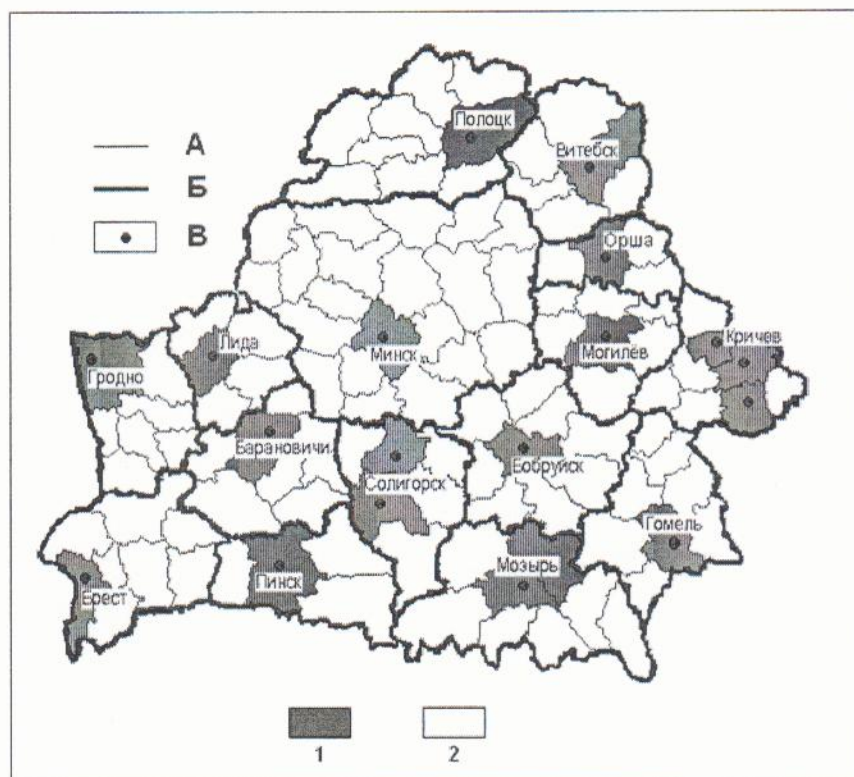 Полоцк
А
Витебск
Б
В
Орша
Лида
Минск
Могилёв
Кричев
Гродно
Барановичи
Солигорск
Бобруйск
Гомель
Брест
Пинск
Мозырь
1
2